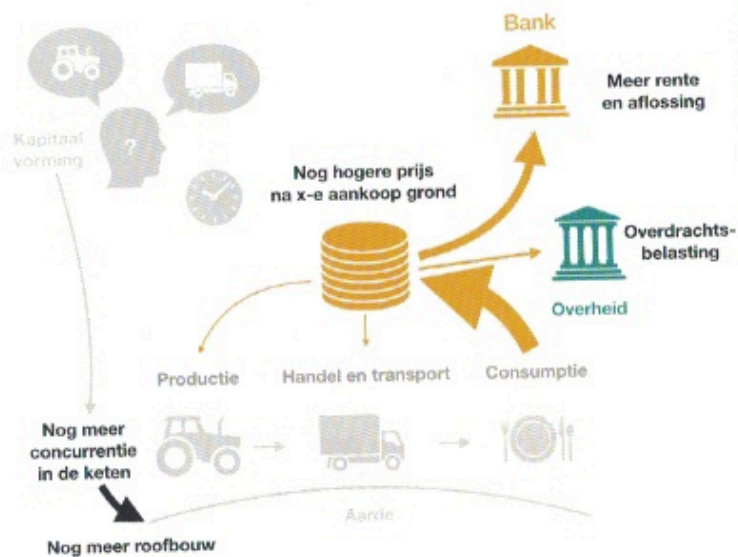 Bank
Meer rente
en aflossing
Kapitaal
vorming
?
Nog hogere prijs
na x-e aankoop grond
Overdrachts-
belasting
Overheid
Productie
Handel en transport
Consumptie
Nog meer
concurrentie
in de keten
Aarde
Nog meer roofbouw